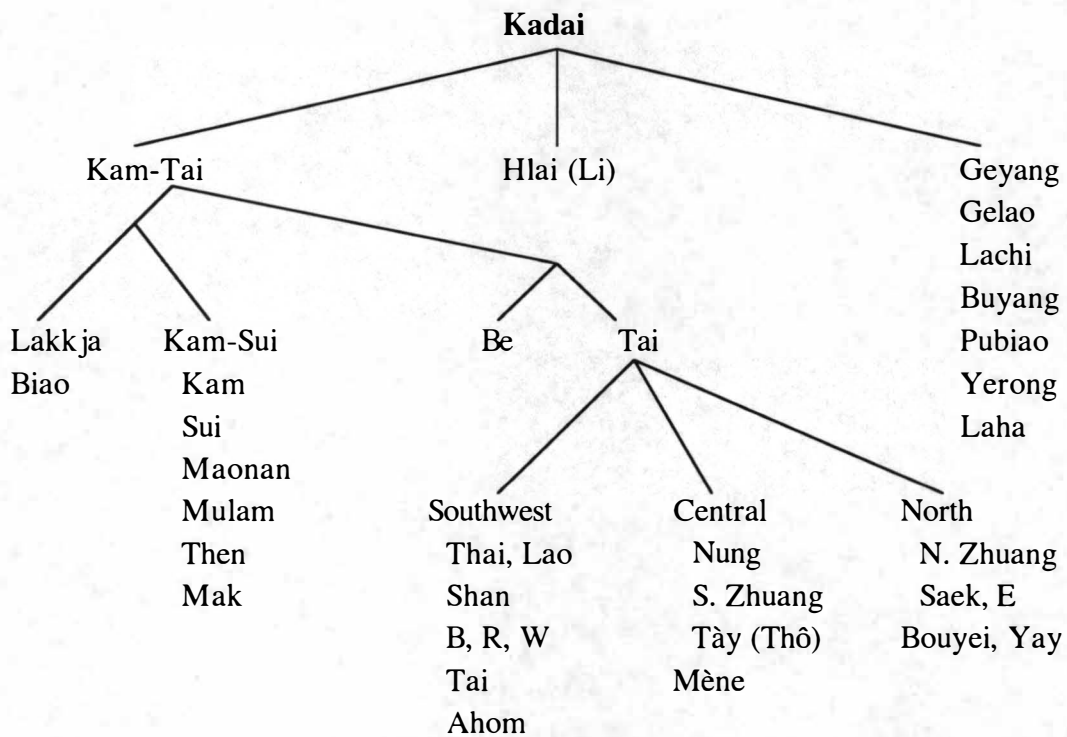 Kadai
Kam-Tai
Hlai (Li)
Geyang
Gelao
Lachi
Buyang
Pubiao
Yerong
Laha
Lakkja
Biao
Kam-Sui
Kam
Sui
Maonan
Mulam
Then
Mak
Be
Tai
Southwest
Thai, Lao
Shan
B, R, W
Tai
Ahom
Central
Nung
S. Zhuang
Tày (Thô)
Mène
North
N. Zhuang
Saek, E
Bouyei, Yay